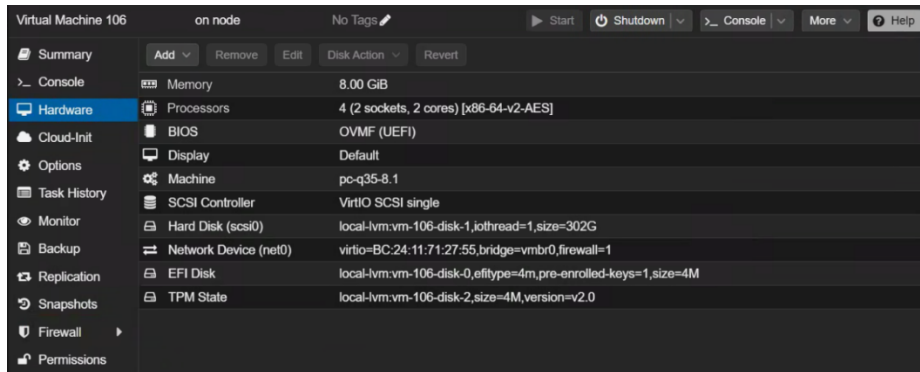 Virtual Machine 106 on node No Tags Start Shutdown >_ Console More Help
Summary
>_ Console
Hardware
Cloud-Init
Options
Task History
Monitor
Backup
Replication
Snapshots
Firewall
Permissions
Add Remove Edit Disk Action Revert
Memory 8.00 GiB
Processors 4 (2 sockets, 2 cores) [x86-64-v2-AES]
BIOS OVMF (UEFI)
Display Default
Machine pc-q35-8.1
SCSI Controller VirtIO SCSI single
Hard Disk (scsi0) local-lvm:vm-106-disk-1,iothread=1,size=302G
Network Device (net0) virtio=BC:24:11:71:27:55,bridge=vmbr0,firewall=1
EFI Disk local-lvm:vm-106-disk-0,efitype=4m,pre-enrolled-keys=1,size=4M
TPM State local-lvm:vm-106-disk-2,size=4M,version=v2.0